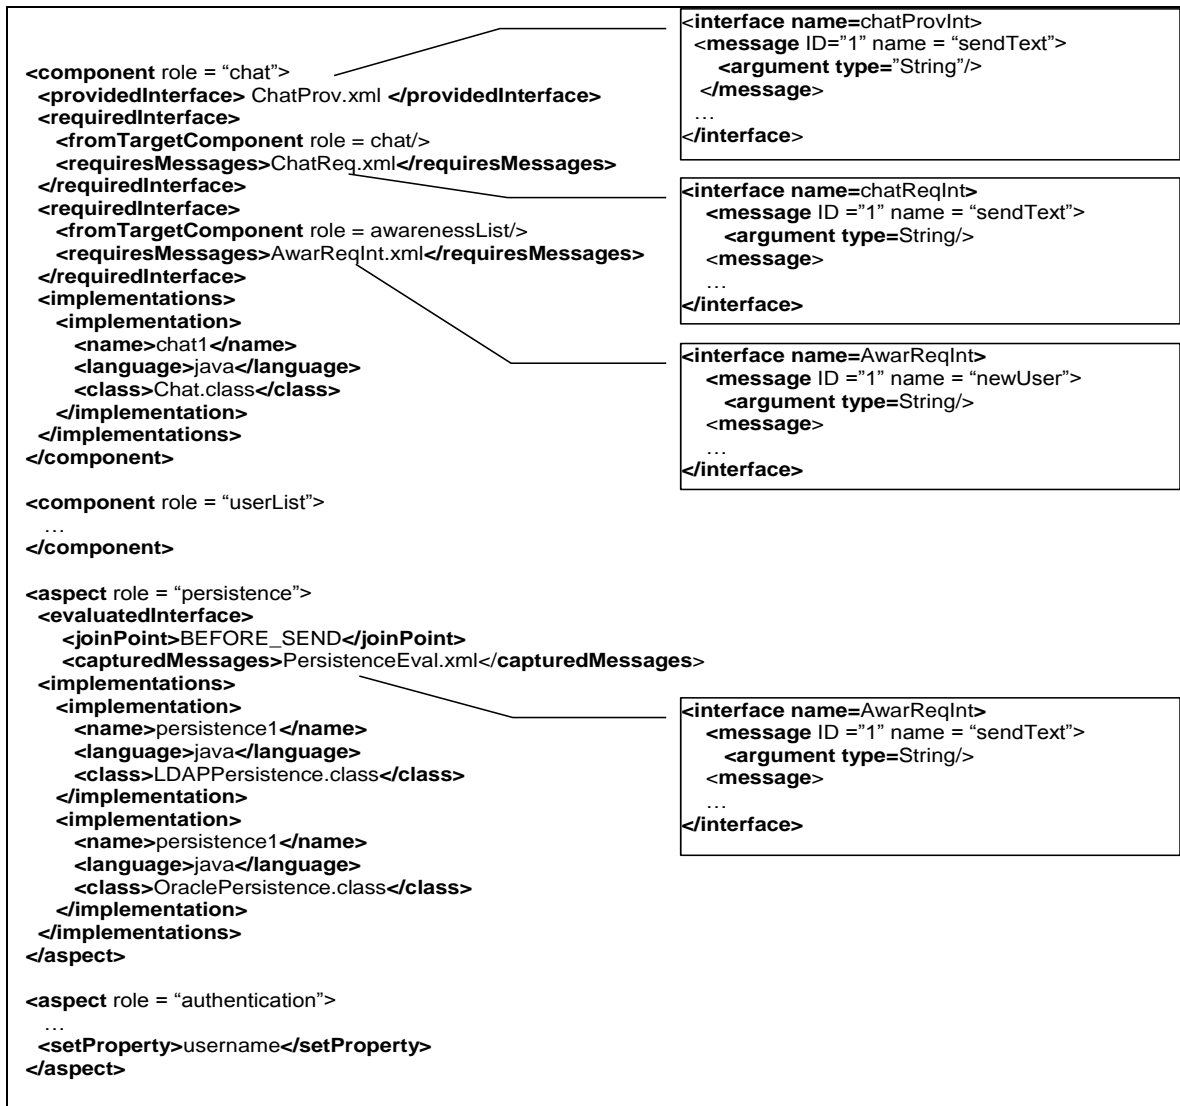 <component role = “chat”>
<providedInterface> ChatProv.xml </providedInterface>
<requiredInterface>
<fromTargetComponent role = chat/>
<requiresMessages>ChatReq.xml</requiresMessages>
</requiredInterface>
<requiredInterface>
<fromTargetComponent role = awarenessList/>
<requiresMessages>AwarReqInt.xml</requiresMessages>
</requiredInterface>
<implementations>
<implementation>
<name>chat1</name>
<language>java</language>
<class>Chat.class</class>
</implementation>
</implementations>
</component>
<component role = “userList”>
…
</component>
<aspect role = “persistence”>
<evaluatedInterface>
<joinPoint>BEFORE_SEND</joinPoint>
<capturedMessages>PersistenceEval.xml</capturedMessages>
<implementations>
<implementation>
<name>persistence1</name>
<language>java</language>
<class>LDAPPersistence.class</class>
</implementation>
<implementation>
<name>persistence1</name>
<language>java</language>
<class>OraclePersistence.class</class>
</implementation>
</implementations>
</aspect>
<aspect role = “authentication”>
…
<setProperty>username</setProperty>
</aspect>
<interface name=chatProvInt>
<message ID=”1” name = “sendText”>
<argument type=”String”/>
</message>
…
</interface>
<interface name=chatReqInt>
<message ID =”1” name = “sendText”>
<argument type=String/>
<message>
…
</interface>
<interface name=AwarReqInt>
<message ID =”1” name = “newUser”>
<argument type=String/>
<message>
…
</interface>
<interface name=AwarReqInt>
<message ID =”1” name = “sendText”>
<argument type=String/>
<message>
…
</interface>